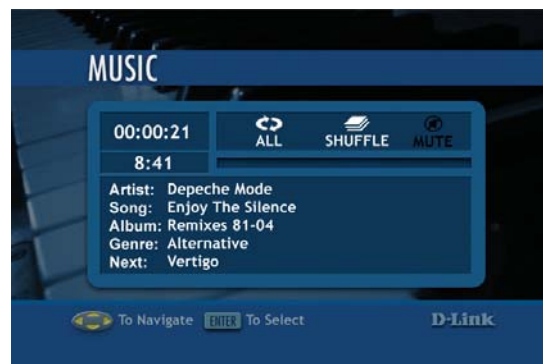 MUSIC
00:00:21
ALL SHUFFLE MUTE
8:41
Artist: Depeche Mode
Song: Enjoy The Silence
Album: Remixes 81-04
Genre: Alternative
Next: Vertigo
To Navigate ENTER To Select D-Link